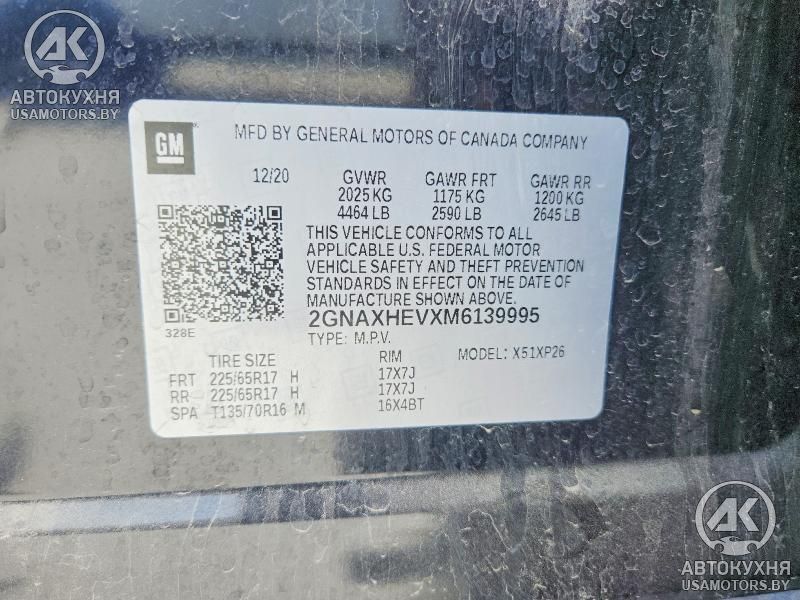 AK
АВТОКУХНЯ
USAMOTORS.BY
GM
MFD BY GENERAL MOTORS OF CANADA COMPANY
12/20 GVWR GAWR FRT GAWR RR
2025 KG 1175 KG 1200 KG
4464 LB 2590 LB 2645 LB
THIS VEHICLE CONFORMS TO ALL
APPLICABLE U.S. FEDERAL MOTOR
VEHICLE SAFETY AND THEFT PREVENTION
STANDARDS IN EFFECT ON THE DATE
OF MANUFACTURE SHOWN ABOVE.
328E
2GNAXHEVXM6139995
TYPE: M.P.V. MODEL: X51XP26
TIRE SIZE RIM
FRT 225/65R17 H 17X7J
RR 225/65R17 H 17X7J
SPA T135/70R16 M 16X4BT
AK
АВТОКУХНЯ
USAMOTORS.BY